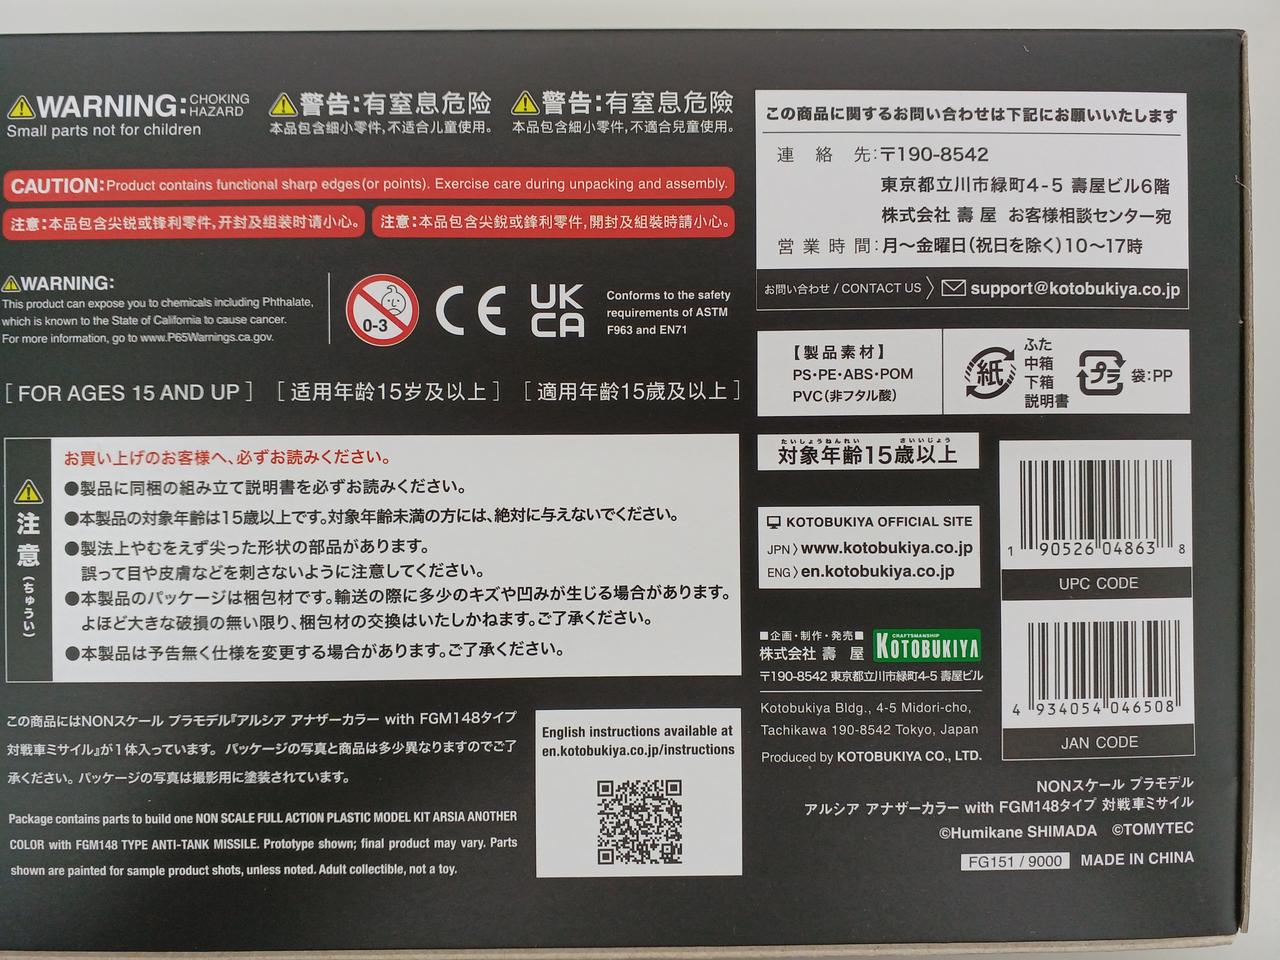 WARNING: CHOKING HAZARD
Small parts not for children
警告:有窒息危险
本品包含细小零件,不适合儿童使用。
警告:有窒息危險
本品包含細小零件,不適合兒童使用。
CAUTION:Product contains functional sharp edges(or points). Exercise care during unpacking and assembly.
注意:本品包含尖锐或锋利零件,开封及组装时请小心。
注意:本品包含尖銳或鋒利零件,開封及組裝時請小心。
WARNING:
This product can expose you to chemicals including Phthalate,
which is known to the State of California to cause cancer.
For more information, go to www.P65Warnings.ca.gov.
0-3
CE
UK
CA
Conforms to the safety
requirements of ASTM
F963 and EN71
[ FOR AGES 15 AND UP ]
[ 适用年龄15岁及以上 ]
[ 適用年齡15歲及以上 ]
注意(ちゅうい)
お買い上げのお客様へ、必ずお読みください。
●製品に同梱の組み立て説明書を必ずお読みください。
●本製品の対象年齢は15歳以上です。対象年齢未満の方には、絶対に与えないでください。
●製法上やむをえず尖った形状の部品があります。
誤って目や皮膚などを刺さないように注意してください。
●本製品のパッケージは梱包材です。輸送の際に多少のキズや凹みが生じる場合があります。
よほど大きな破損の無い限り、梱包材の交換はいたしかねます。ご了承ください。
●本製品は予告無く仕様を変更する場合があります。ご了承ください。
この商品にはNONスケール プラモデル『アルシア アナザーカラー with FGM148タイプ
対戦車ミサイル』が1体入っています。パッケージの写真と商品は多少異なりますのでご了
承ください。パッケージの写真は撮影用に塗装されています。
Package contains parts to build one NON SCALE FULL ACTION PLASTIC MODEL KIT ARSIA ANOTHER
COLOR with FGM148 TYPE ANTI-TANK MISSILE. Prototype shown; final product may vary. Parts
shown are painted for sample product shots, unless noted. Adult collectible, not a toy.
English instructions available at
en.kotobukiya.co.jp/instructions
この商品に関するお問い合わせは下記にお願いいたします
連絡先:〒190-8542
東京都立川市緑町4-5 壽屋ビル6階
株式会社 壽 屋 お客様相談センター宛
営業時間:月〜金曜日(祝日を除く)10〜17時
お問い合わせ / CONTACT US
support@kotobukiya.co.jp
【製品素材】
PS・PE・ABS・POM
PVC(非フタル酸)
紙
ふた
中箱
下箱
説明書
プラ
袋:PP
たいしょうねんれい さいいじょう
対象年齢15歳以上
KOTOBUKIYA OFFICIAL SITE
JPN 〉www.kotobukiya.co.jp
ENG 〉en.kotobukiya.co.jp
■企画・制作・発売■
株式会社 壽 屋
CRAFTSMANSHIP
KOTOBUKIYA
〒190-8542 東京都立川市緑町4-5 壽屋ビル
Kotobukiya Bldg., 4-5 Midori-cho,
Tachikawa 190-8542 Tokyo, Japan
Produced by KOTOBUKIYA CO., LTD.
1 90526 04863 8
UPC CODE
4 934054 046508
JAN CODE
NONスケール プラモデル
アルシア アナザーカラー with FGM148タイプ 対戦車ミサイル
©Humikane SHIMADA ©TOMYTEC
FG151 / 9000 MADE IN CHINA